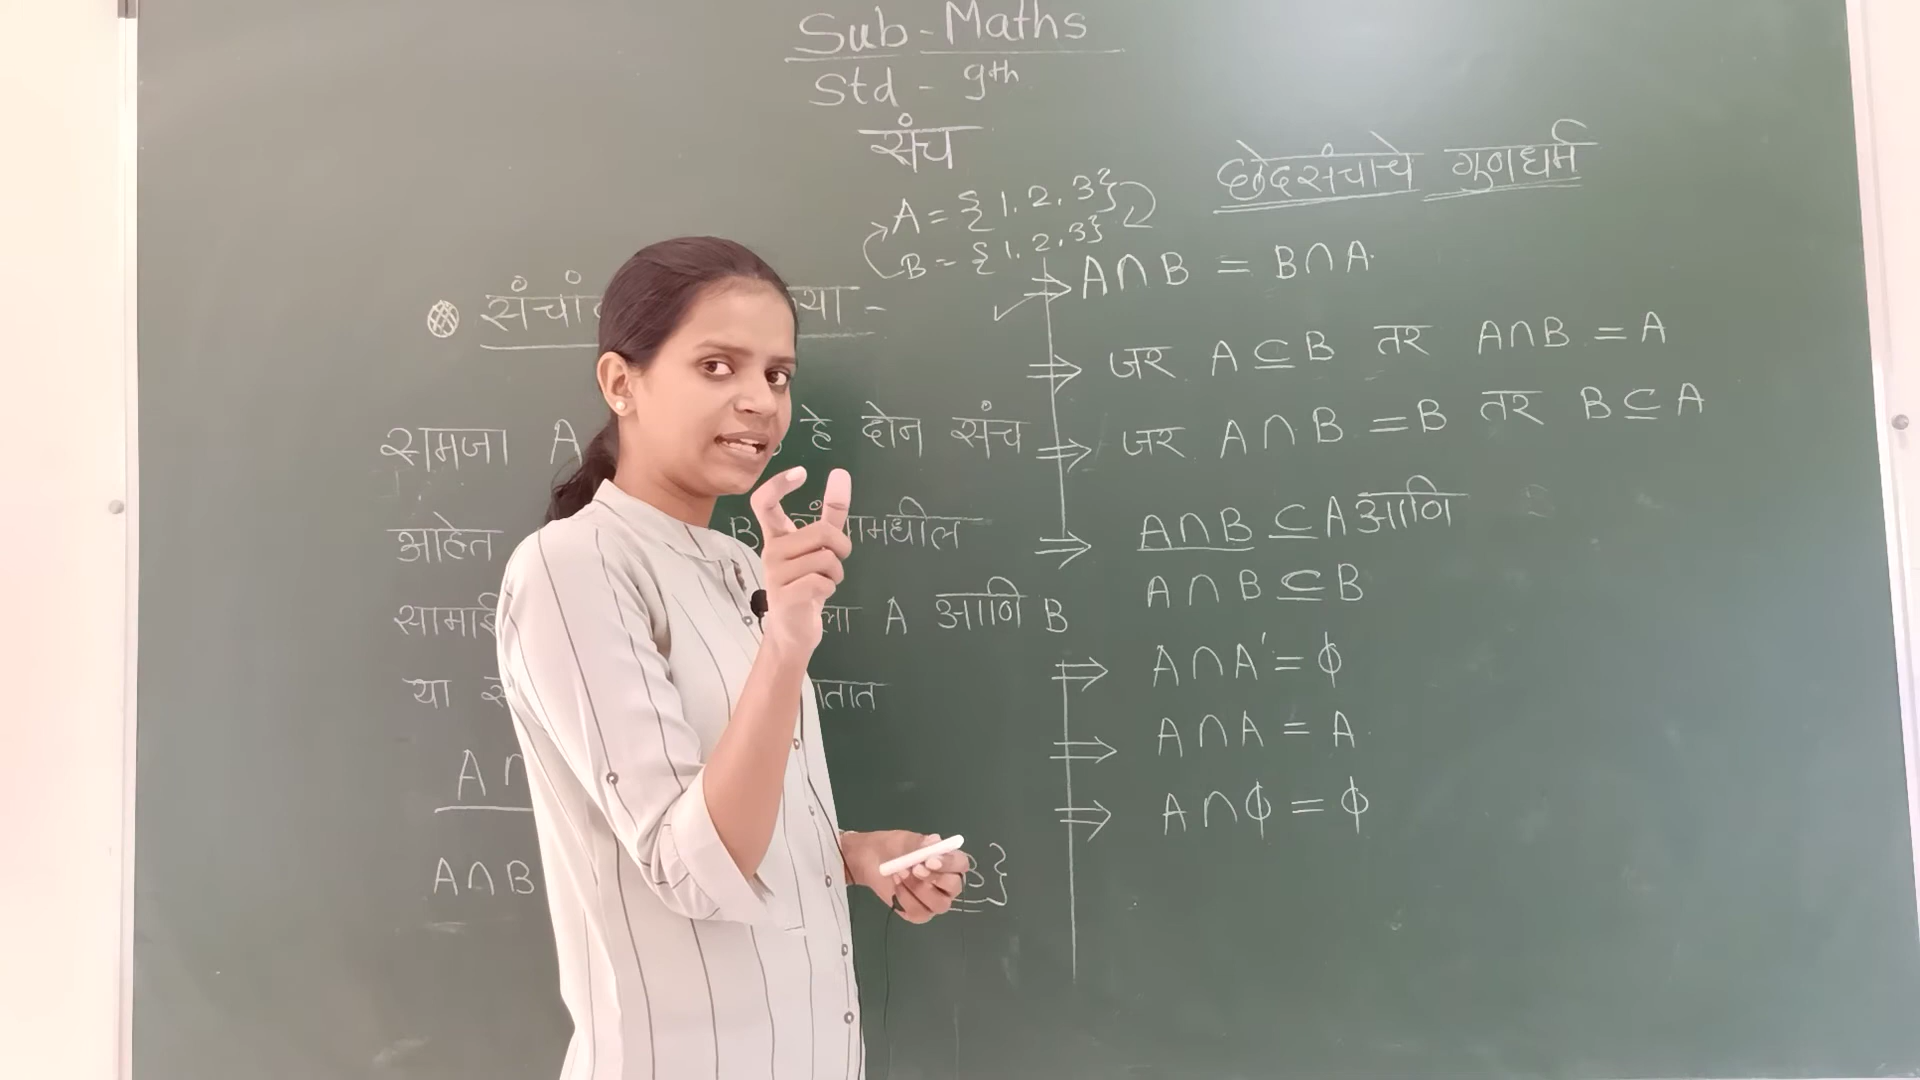 Sub-Maths
Std - 9th
संच
A = {1, 2, 3}
B = {1, 2, 3}
समजा A हे दोन संच
आहेत B
A आणि B
या
A
A∩B B}
छेदसंचाचे गुणधर्म
⇒ A∩B = B∩A.
⇒ जर A ⊆ B तर A∩B = A
⇒ जर A∩B = B तर B ⊆ A
⇒ A∩B ⊆ A आणि
A∩B ⊆ B
⇒ A∩A' = ϕ
⇒ A∩A = A.
⇒ A∩ϕ = ϕ